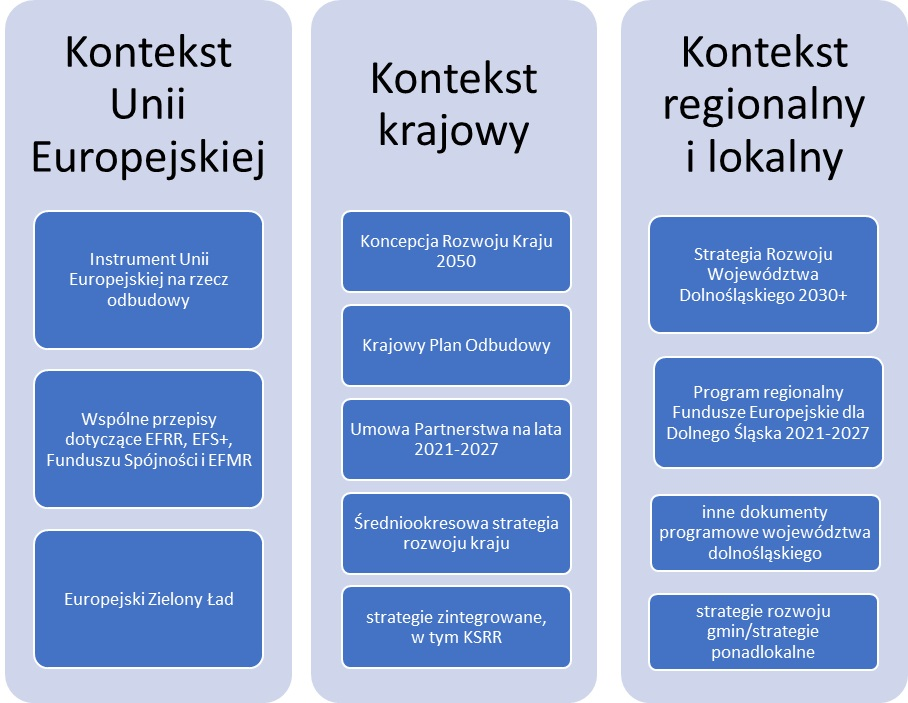 Kontekst
Unii
Europejskiej
Instrument Unii
Europejskiej na rzecz
odbudowy
Wspólne przepisy
dotyczące EFRR, EFS+,
Funduszu Spójności i EFMR
Europejski Zielony Ład
Kontekst
krajowy
Koncepcja Rozwoju Kraju
2050
Krajowy Plan Odbudowy
Umowa Partnerstwa na lata
2021-2027
Średniookresowa strategia
rozwoju kraju
strategie zintegrowane,
w tym KSRR
Kontekst
regionalny
i lokalny
Strategia Rozwoju
Województwa
Dolnośląskiego 2030+
Program regionalny
Fundusze Europejskie dla
Dolnego Śląska 2021-2027
inne dokumenty
programowe województwa
dolnośląskiego
strategie rozwoju
gmin/strategie
ponadlokalne